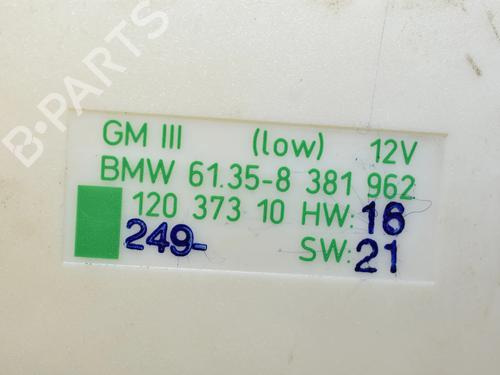 B·PARTS
GM III (low) 12V
BMW 61.35-8 381 962
120 373 10 HW: 16
249- SW: 21